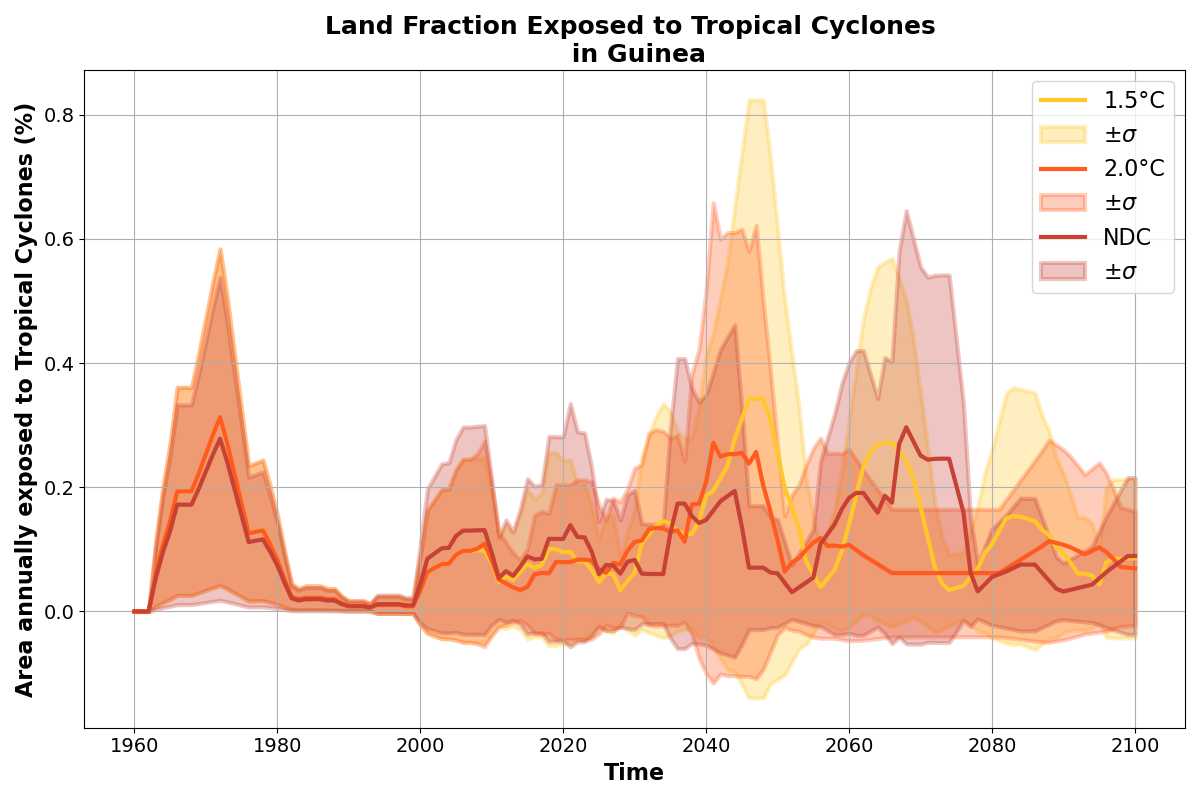 Land Fraction Exposed to Tropical Cyclones
in Guinea
Area annually exposed to Tropical Cyclones (%)
0.8
0.6
0.4
0.2
0.0
1960
1980
2000
2020
2040
2060
2080
2100
Time
1.5°C
±σ
2.0°C
±σ
NDC
±σ